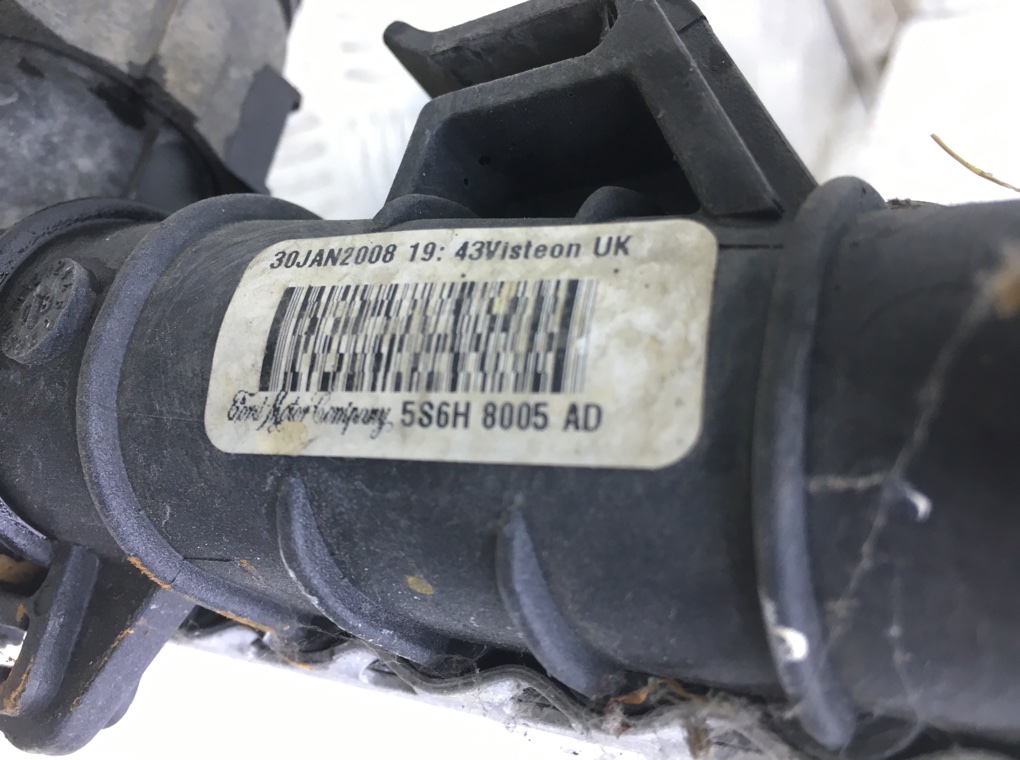 30JAN2008 19: 43Visteon UK
Ford Motor Company 5S6H 8005 AD